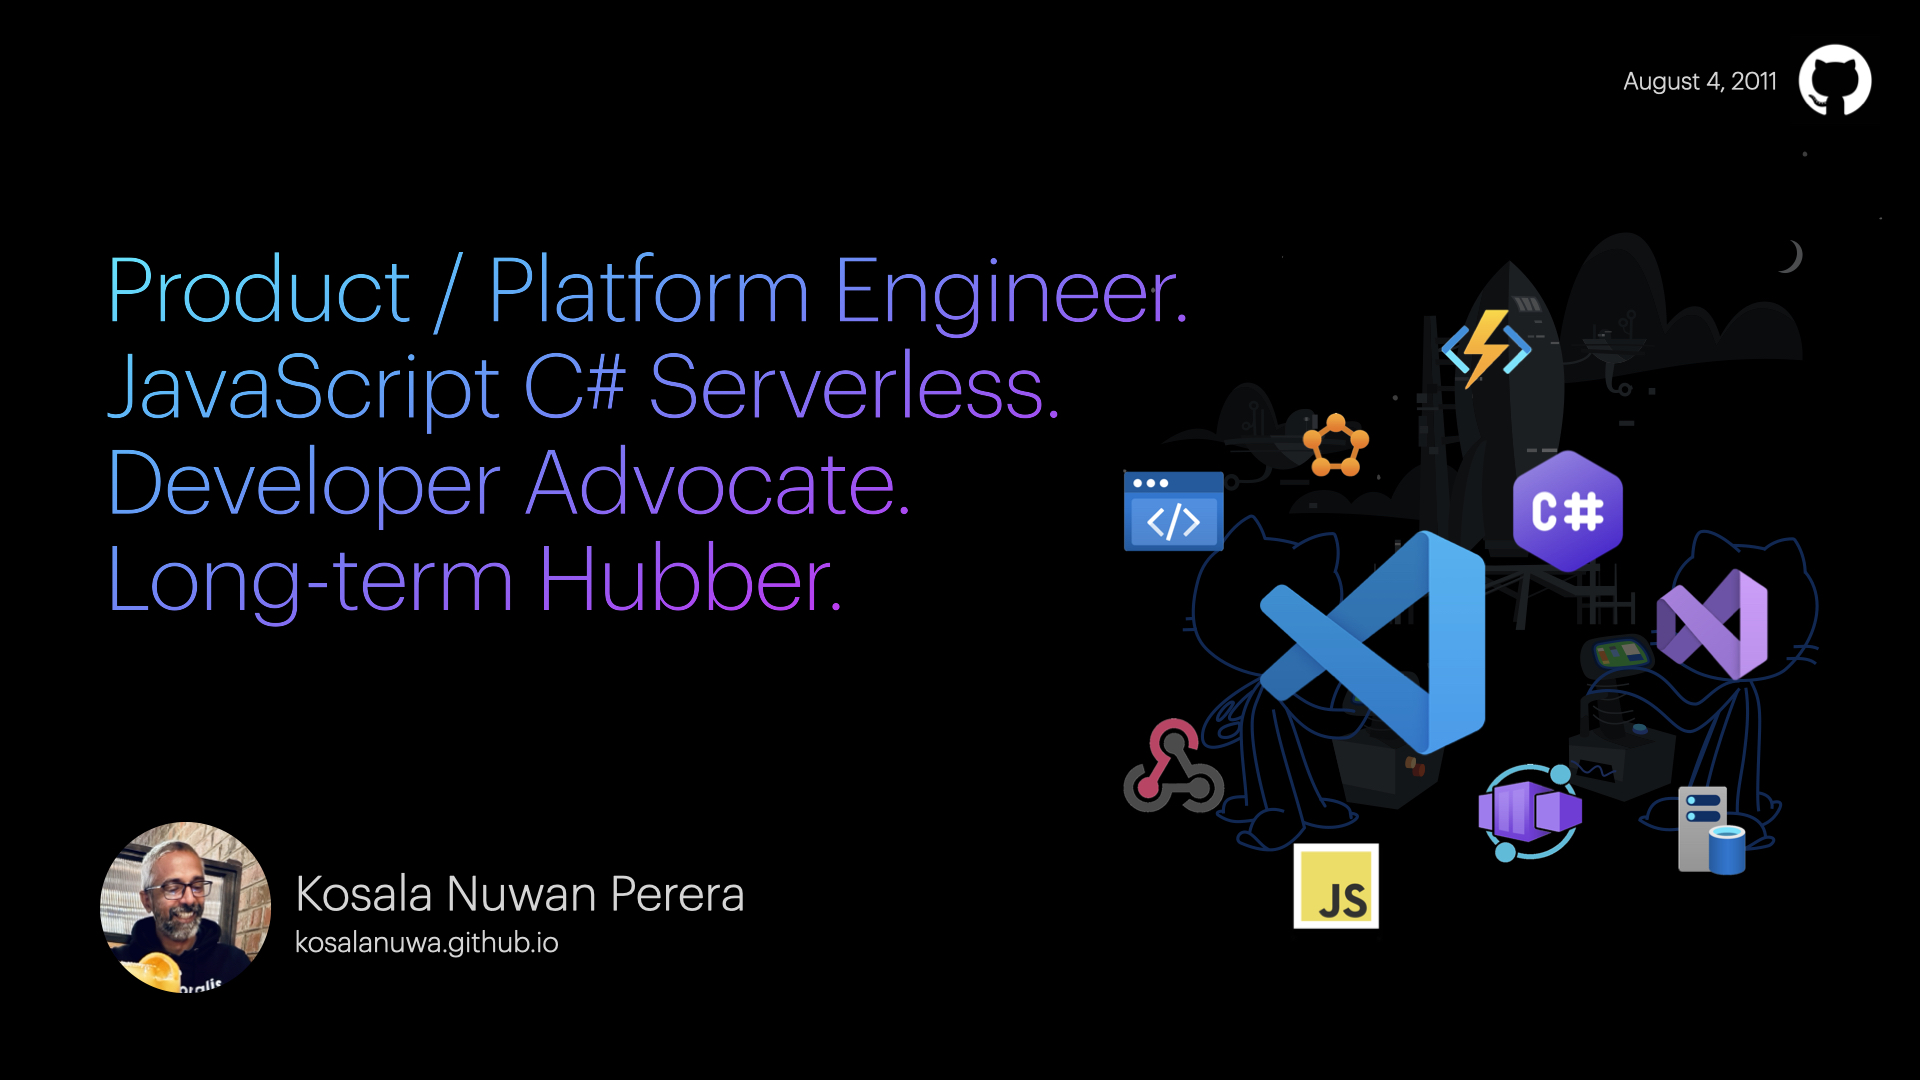 August 4, 2011
Product / Platform Engineer.
JavaScript C# Serverless.
Developer Advocate.
Long-term Hubber.
C#
</>
JS
Kosala Nuwan Perera
kosalanuwa.github.io